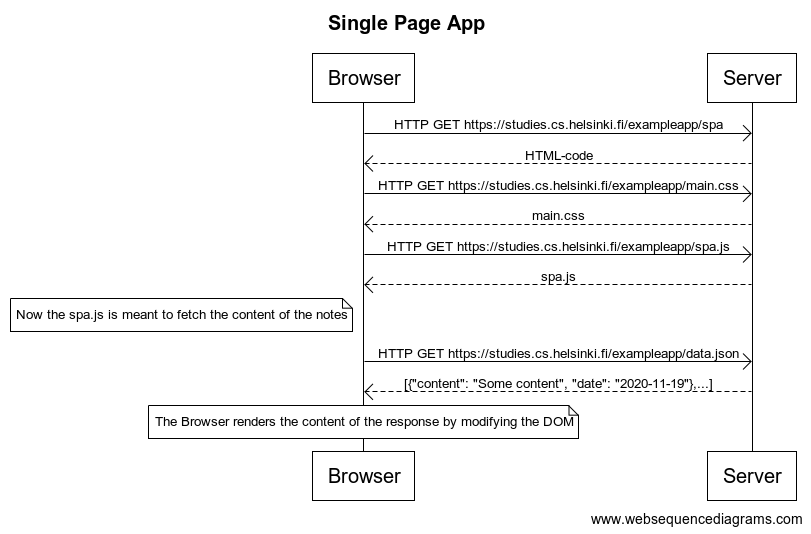 Single Page App
Browser
Server
HTTP GET https://studies.cs.helsinki.fi/exampleapp/spa
HTML-code
HTTP GET https://studies.cs.helsinki.fi/exampleapp/main.css
main.css
HTTP GET https://studies.cs.helsinki.fi/exampleapp/spa.js
spa.js
Now the spa.js is meant to fetch the content of the notes
HTTP GET https://studies.cs.helsinki.fi/exampleapp/data.json
[{"content": "Some content", "date": "2020-11-19"},...]
The Browser renders the content of the response by modifying the DOM
Browser
Server
www.websequencediagrams.com